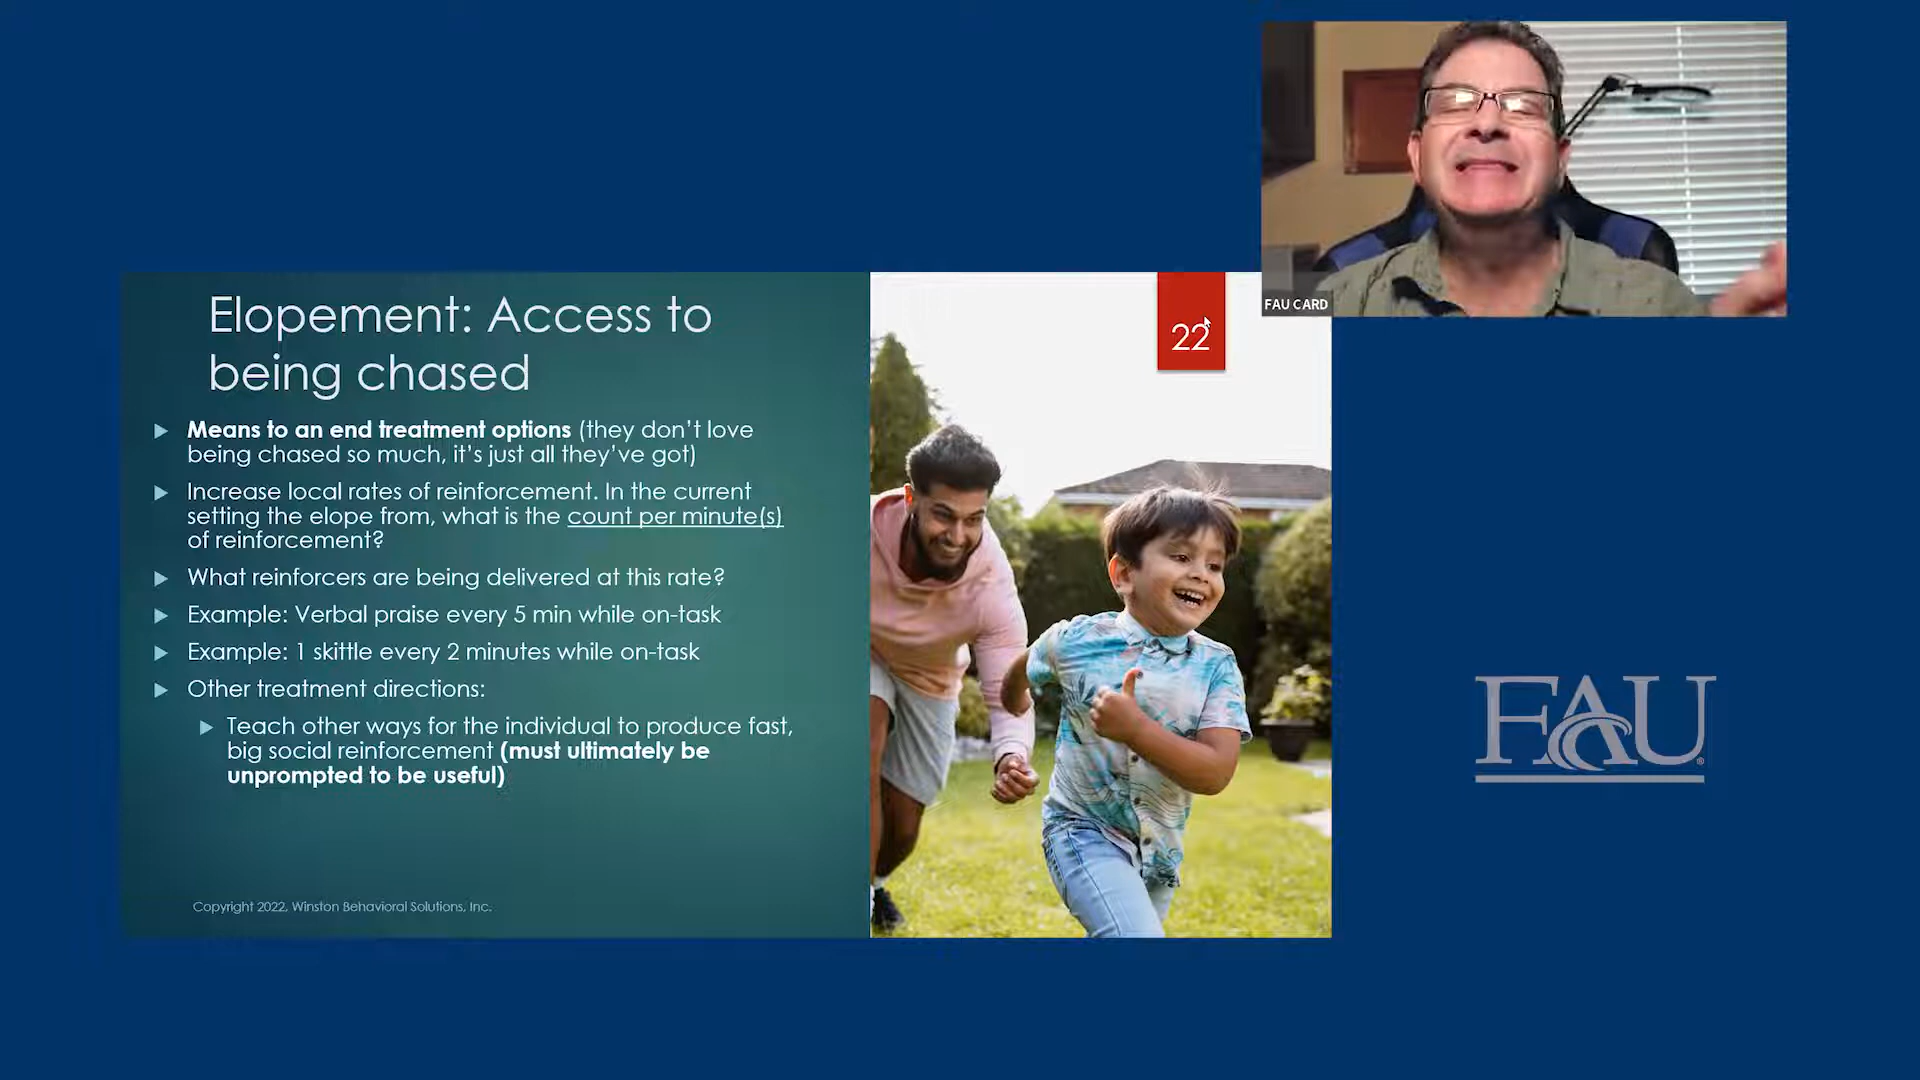 FAU CARD
22
Elopement: Access to
being chased
Means to an end treatment options (they don't love
being chased so much, it's just all they've got)
Increase local rates of reinforcement. In the current
setting the elope from, what is the count per minute(s)
of reinforcement?
What reinforcers are being delivered at this rate?
Example: Verbal praise every 5 min while on-task
Example: 1 skittle every 2 minutes while on-task
Other treatment directions:
Teach other ways for the individual to produce fast,
big social reinforcement (must ultimately be
unprompted to be useful)
Copyright 2022, Winston Behavioral Solutions, Inc.
FAU